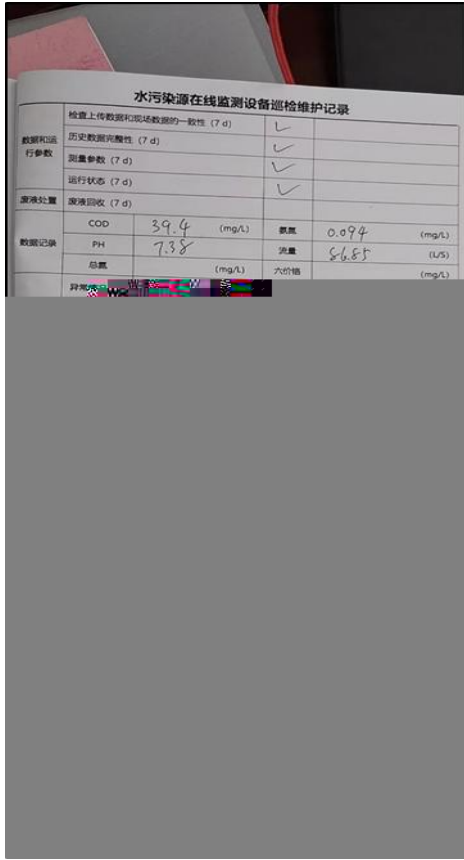 水污染源在线监测设备巡检维护记录
数据和运行参数 检查上传数据和现场数据的一致性 (7 d) ✓
历史数据完整性 (7 d) ✓
测量参数 (7 d) ✓
运行状态 (7 d) ✓
废液处置 废液回收 (7 d)
数据记录 COD 39.4 (mg/L) 氨氮 0.094 (mg/L)
PH 7.38 流量 86.85 (L/S)
总氮 (mg/L) 六价铬 (mg/L)
异常